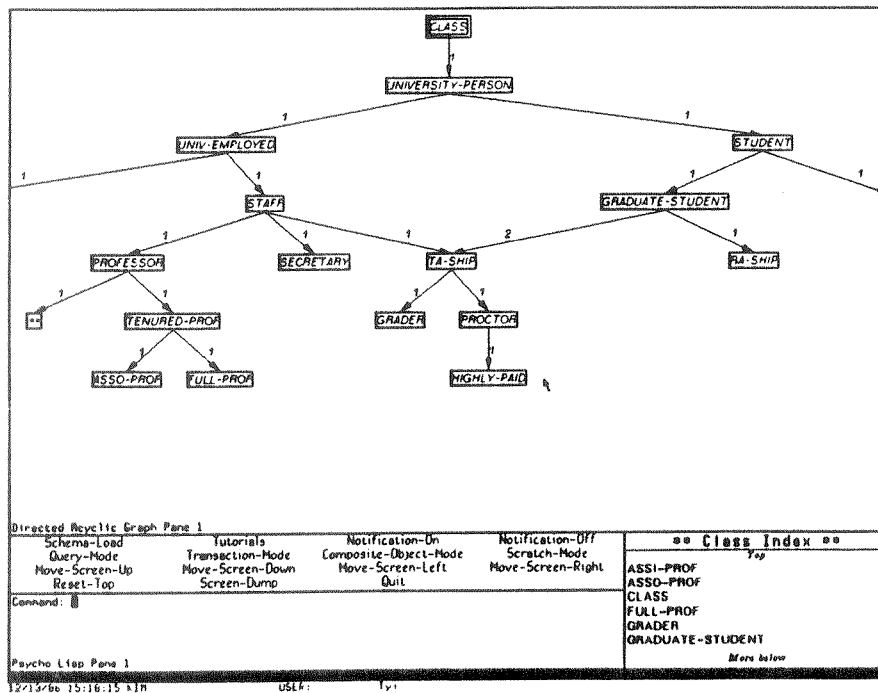 CLASS
1
UNIVERSITY-PERSON
1 1
UNIV-EMPLOYED STUDENT
1 1 1 1
STAFF GRADUATE-STUDENT
1 1 2 1
PROFESSOR SECRETARY TA-SHIP RA-SHIP
1 1 1 1
** TENURED-PROF GRADER PROCTOR
1 1 1
ASSO-PROF FULL-PROF HIGHLY-PAID
Directed Acyclic Graph Pane 1
Schema-Load Tutorials Notification-On Notification-Off
Query-Mode Transaction-Mode Composite-Object-Mode Scratch-Mode
Move-Screen-Up Move-Screen-Down Move-Screen-Left Move-Screen-Right
Reset-Top Screen-Dump Quit
Command:
Psycho Lisp Pane 1
** Class Index **
Top
ASSI-PROF
ASSO-PROF
CLASS
FULL-PROF
GRADER
GRADUATE-STUDENT
More below
15:16:15 KIM USER: Tyi